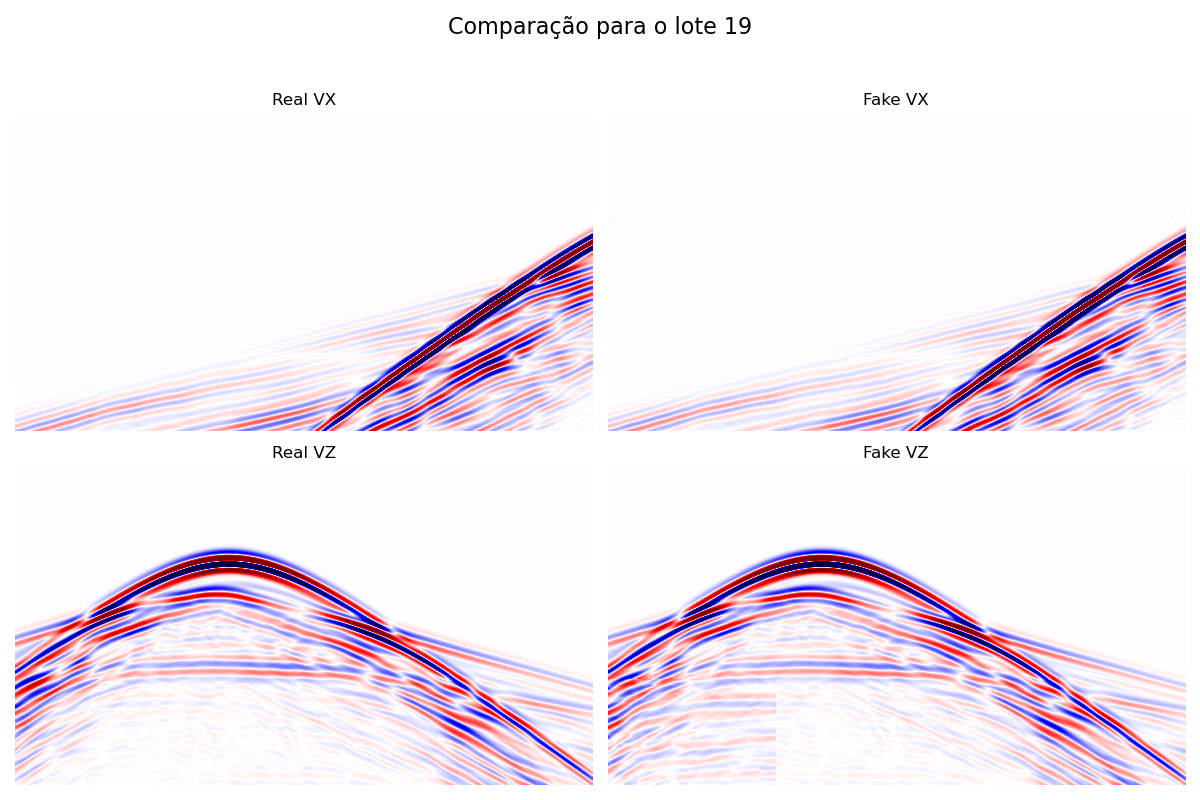 Comparação para o lote 19
Real VX
Fake VX
Real VZ
Fake VZ